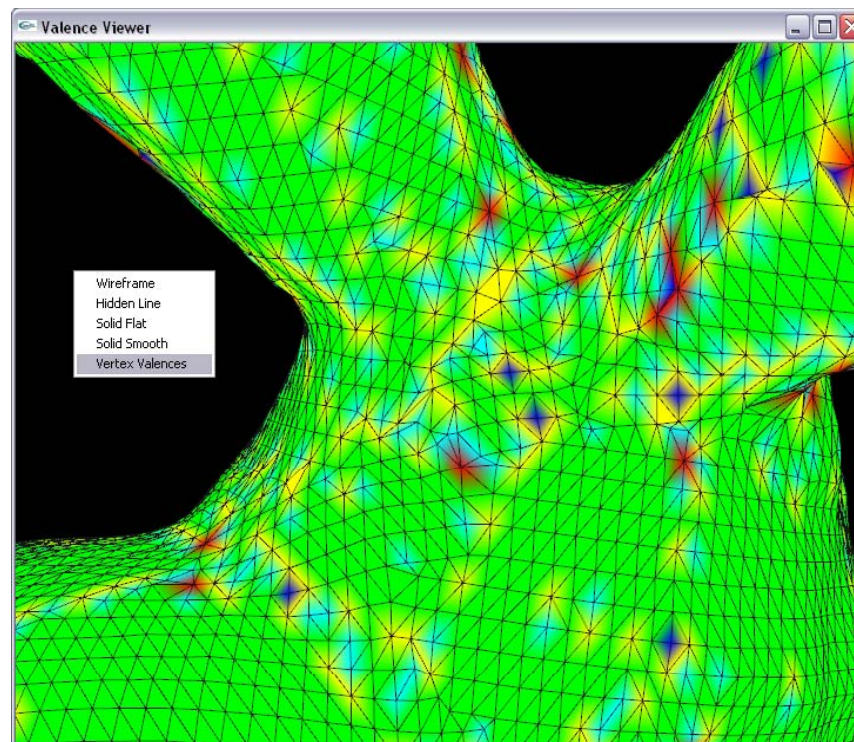 Valence Viewer
Wireframe
Hidden Line
Solid Flat
Solid Smooth
Vertex Valences